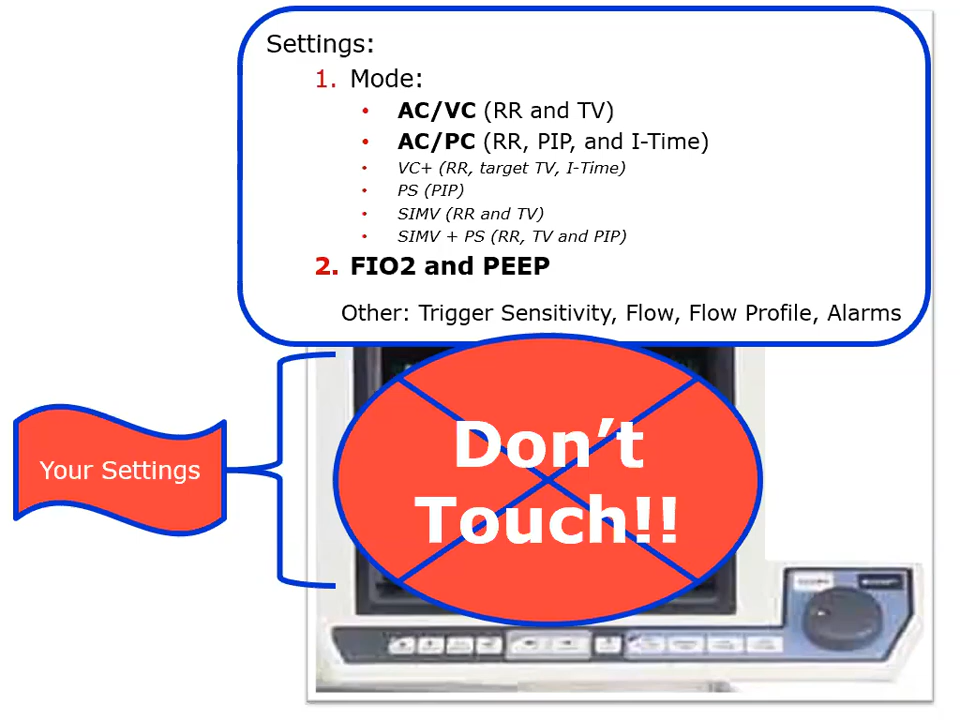 Settings:
1. Mode:
• AC/VC (RR and TV)
• AC/PC (RR, PIP, and I-Time)
• VC+ (RR, target TV, I-Time)
• PS (PIP)
• SIMV (RR and TV)
• SIMV + PS (RR, TV and PIP)
2. FIO2 and PEEP
Other: Trigger Sensitivity, Flow, Flow Profile, Alarms
Your Settings
Don’t
Touch!!